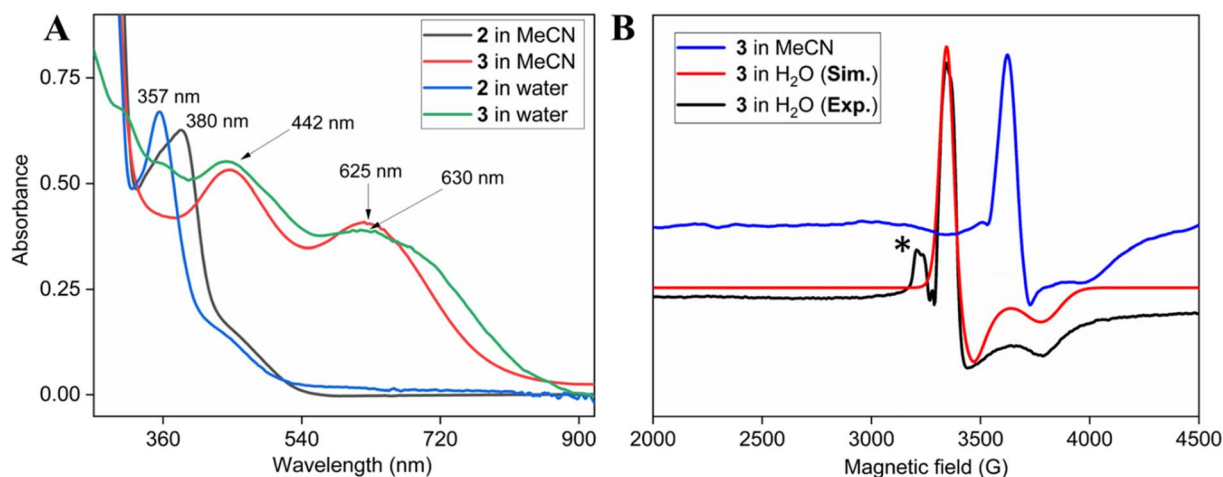 A
2 in MeCN
3 in MeCN
2 in water
3 in water
357 nm
380 nm
442 nm
625 nm
630 nm
0.75
0.50
0.25
0.00
Absorbance
360 540 720 900
Wavelength (nm)
B
3 in MeCN
3 in H₂O (Sim.)
3 in H₂O (Exp.)
*
2000 2500 3000 3500 4000 4500
Magnetic field (G)